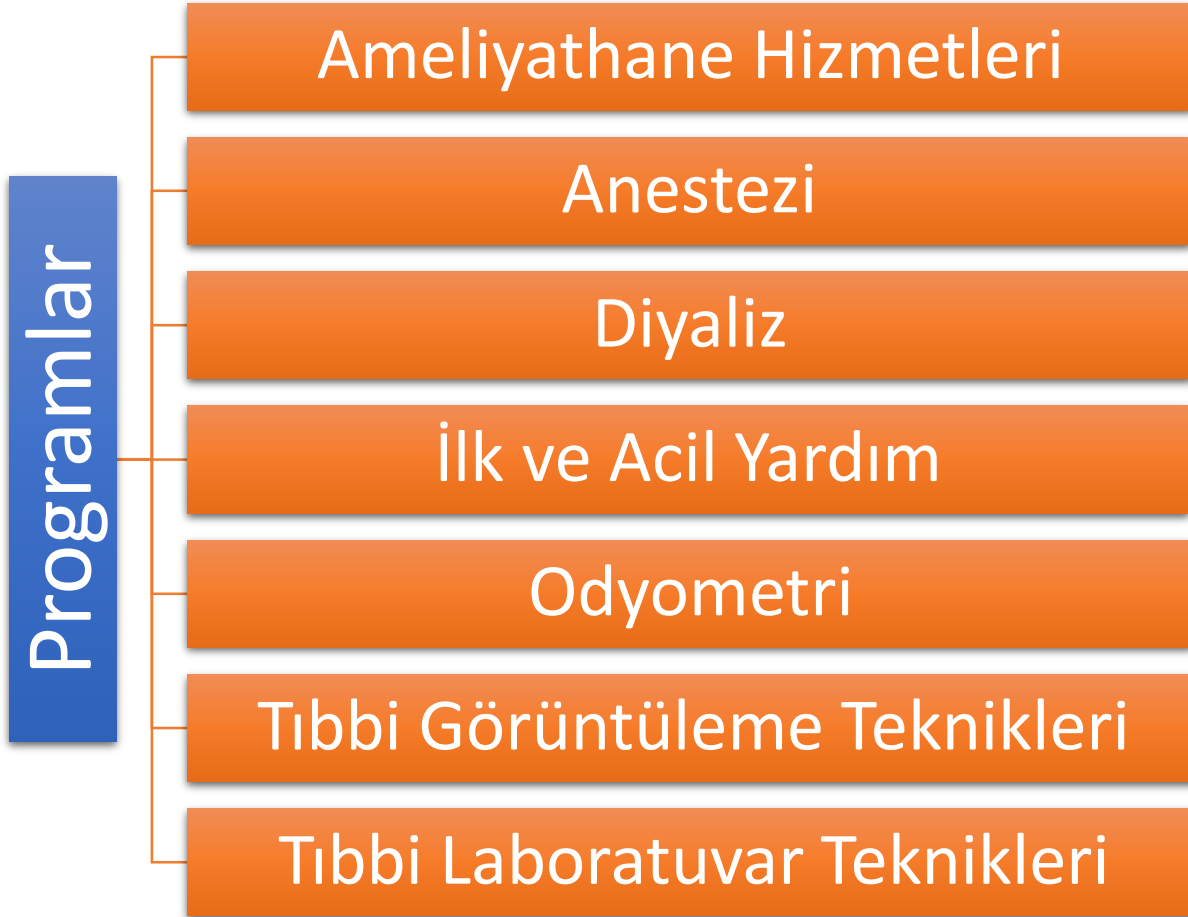 Programlar
Ameliyathane Hizmetleri
Anestezi
Diyaliz
İlk ve Acil Yardım
Odyometri
Tıbbi Görüntüleme Teknikleri
Tıbbi Laboratuvar Teknikleri